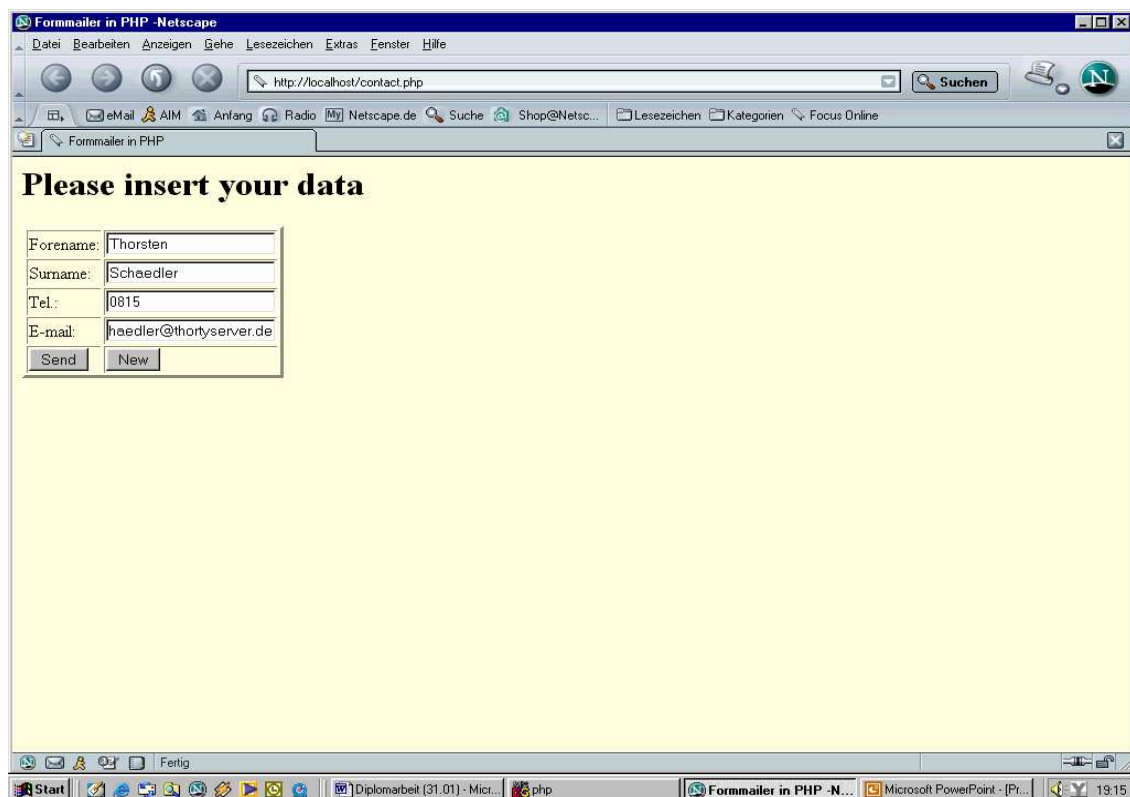 Formmailer in PHP -Netscape
Datei Bearbeiten Anzeigen Gehe Lesezeichen Extras Fenster Hilfe
http://localhost/contact.php Suchen N
eMail AIM Anfang Radio My Netscape.de Suche Shop@Netsc... Lesezeichen Kategorien Focus Online
Formmailer in PHP
Please insert your data
Forename: Thorsten
Surname: Schaedler
Tel.: 0815
E-mail: haedler@thortyserver.de
Send New
Fertig
Start Diplomarbeit (31.01) - Micr... php Formmailer in PHP -N... Microsoft PowerPoint - [Pr... 19:15